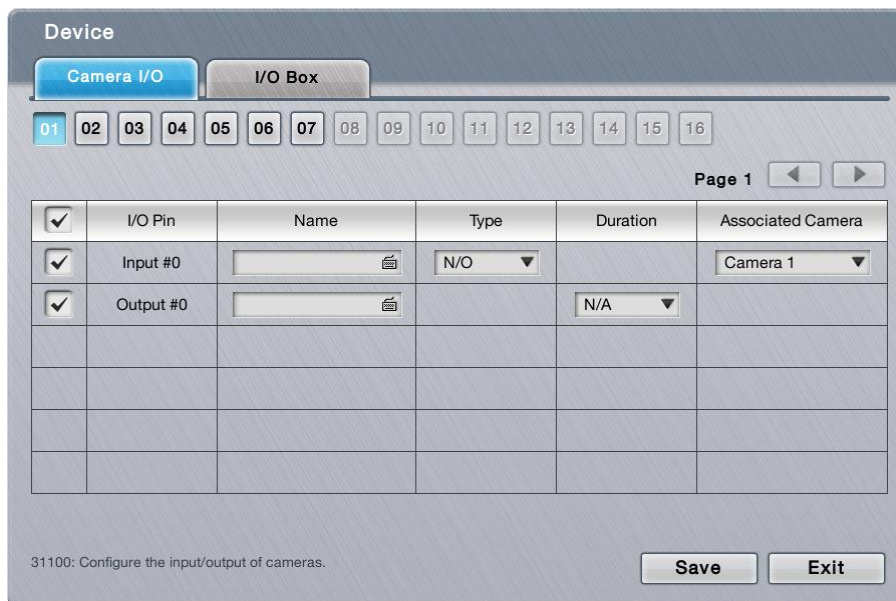 Device
Camera I/O I/O Box
01 02 03 04 05 06 07 08 09 10 11 12 13 14 15 16
Page 1
I/O Pin Name Type Duration Associated Camera
Input #0 N/O Camera 1
Output #0 N/A
31100: Configure the input/output of cameras.
Save Exit